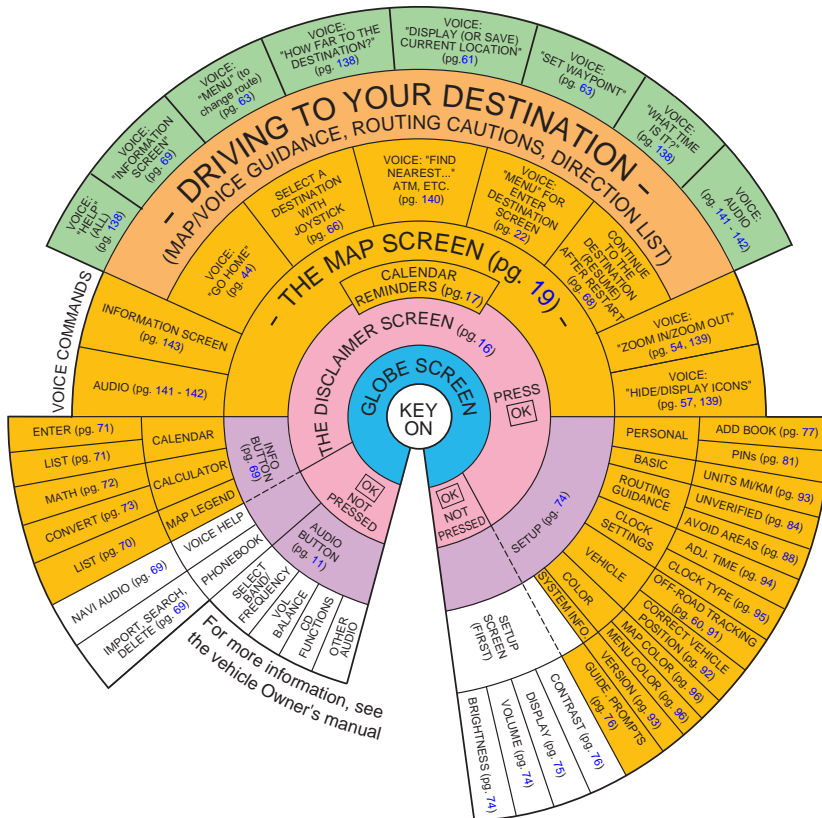 VOICE:
"HELP"
(ALL)
(pg. 138)
VOICE:
"INFORMATION
SCREEN"
(pg. 69)
VOICE:
"MENU" (to
change route)
(pg. 63)
VOICE:
"HOW FAR TO THE
DESTINATION?"
(pg. 138)
VOICE:
"DISPLAY (OR SAVE)
CURRENT LOCATION"
(pg.61)
VOICE:
"SET WAYPOINT"
(pg. 63)
VOICE:
"WHAT TIME
IS IT?"
(pg. 138)
VOICE:
AUDIO
(pg. 141 - 142)
- DRIVING TO YOUR DESTINATION -
(MAP/VOICE GUIDANCE, ROUTING CAUTIONS, DIRECTION LIST)
VOICE:
"GO HOME"
(pg. 44)
SELECT A
DESTINATION
WITH
JOYSTICK
(pg. 66)
VOICE: "FIND
NEAREST..."
ATM, ETC.
(pg. 140)
VOICE:
"MENU" FOR
ENTER
DESTINATION
SCREEN
(pg. 22)
CONTINUE
TO THE
DESTINATION
(RESUME)
AFTER RESTART
(pg. 68)
VOICE COMMANDS
INFORMATION SCREEN
(pg. 143)
AUDIO (pg. 141 - 142)
- THE MAP SCREEN (pg. 19) -
CALENDAR
REMINDERS (pg.17)
VOICE:
"ZOOM IN/ZOOM OUT"
(pg. 54, 139)
VOICE:
"HIDE/DISPLAY ICONS"
(pg. 57, 139)
THE DISCLAIMER SCREEN (pg. 16)
PRESS
OK
GLOBE SCREEN
KEY
ON
ENTER (pg. 71)
LIST (pg. 71)
MATH (pg. 72)
CONVERT (pg. 73)
LIST (pg. 70)
NAVI AUDIO (pg. 69)
IMPORT, SEARCH,
DELETE (pg. 69)
CALENDAR
CALCULATOR
MAP LEGEND
VOICE HELP
PHONEBOOK
INFO
BUTTON
(pg. 69)
OK
NOT
PRESSED
AUDIO
BUTTON
(pg. 11)
SELECT
BAND/
FREQUENCY
VOL
BALANCE
CD
FUNCTIONS
OTHER
AUDIO
For more information, see
the vehicle Owner's manual
OK
NOT
PRESSED
SETUP (pg. 74)
PERSONAL
BASIC
ROUTING
GUIDANCE
CLOCK
SETTINGS
VEHICLE
COLOR
SYSTEM INFO.
ADD BOOK (pg. 77)
PINs (pg. 81)
UNITS MI/KM (pg. 93)
UNVERIFIED (pg. 84)
AVOID AREAS (pg. 88)
ADJ. TIME (pg. 94)
CLOCK TYPE (pg. 95)
OFF-ROAD TRACKING
(pg. 60, 91)
CORRECT VEHICLE
POSITION (pg. 92)
MAP COLOR (pg. 96)
MENU COLOR (pg. 96)
VERSION (pg. 93)
GUIDE. PROMPTS
(pg. 76)
SETUP
SCREEN
(FIRST)
CONTRAST (pg. 76)
DISPLAY (pg. 75)
VOLUME (pg. 74)
BRIGHTNESS (pg. 74)